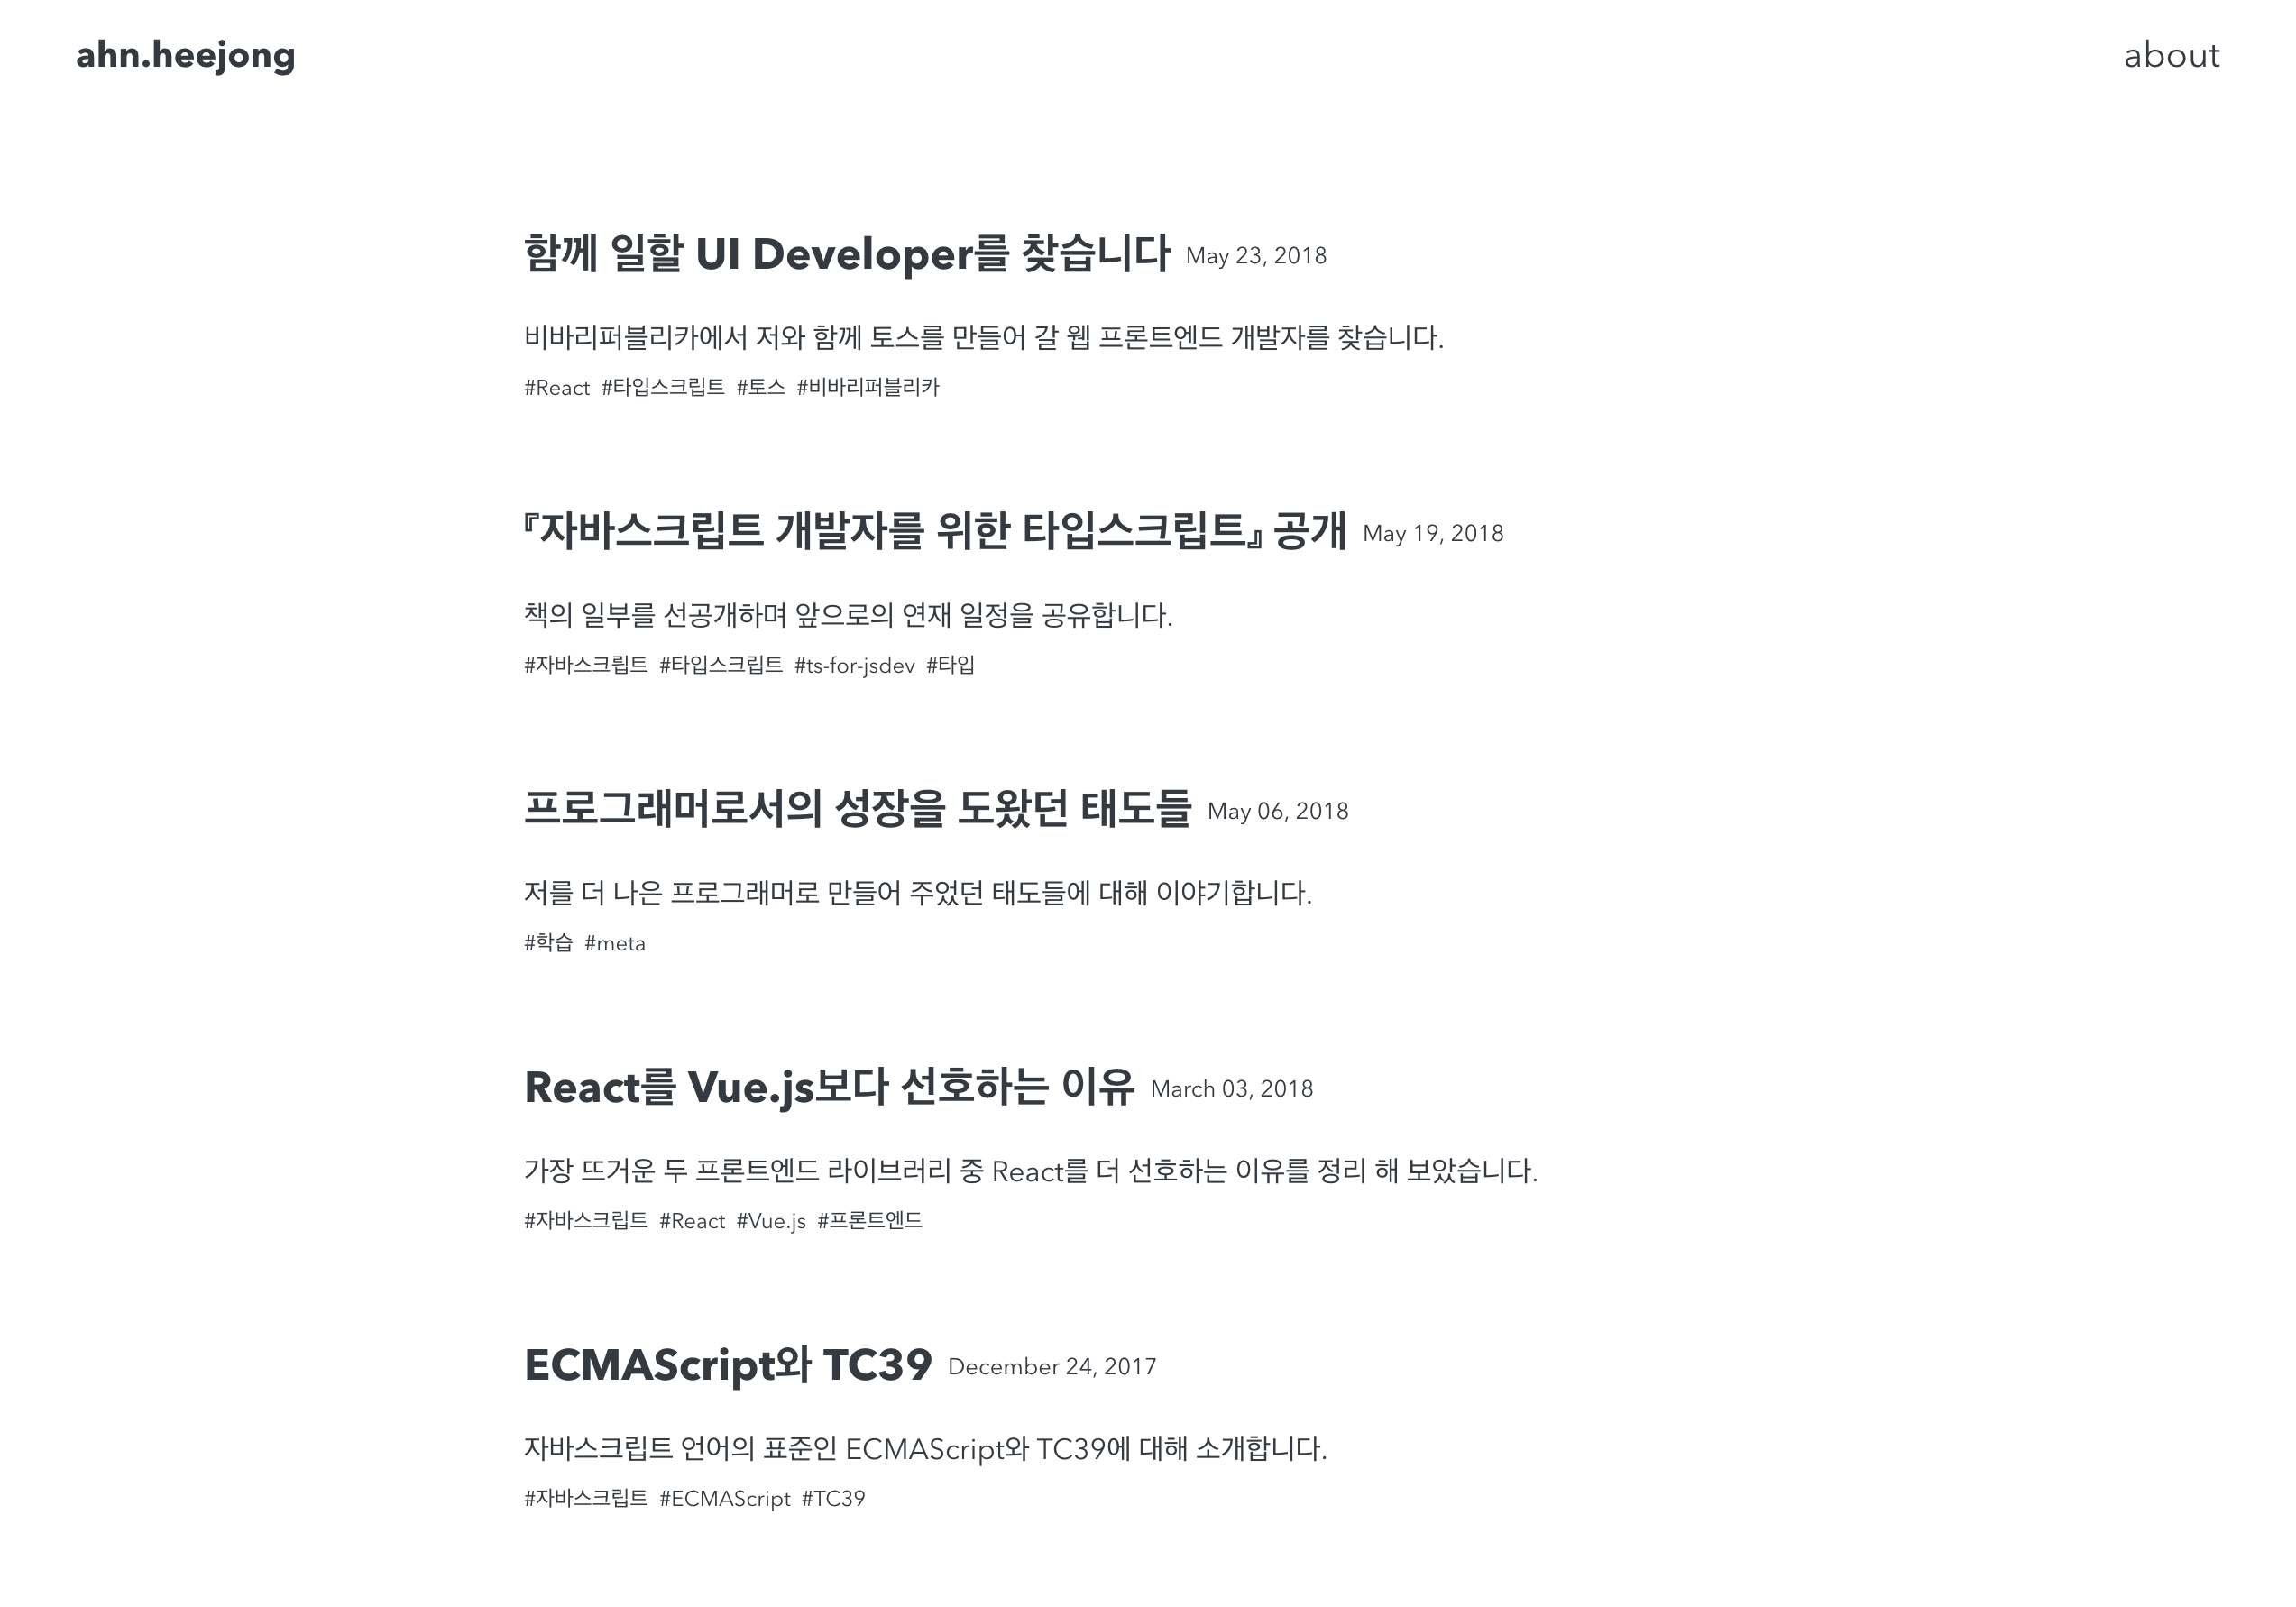 ahn.heejong
about
함께 일할 UI Developer를 찾습니다 May 23, 2018
비바리퍼블리카에서 저와 함께 토스를 만들어 갈 웹 프론트엔드 개발자를 찾습니다.
#React #타입스크립트 #토스 #비바리퍼블리카
『자바스크립트 개발자를 위한 타입스크립트』 공개 May 19, 2018
책의 일부를 선공개하며 앞으로의 연재 일정을 공유합니다.
#자바스크립트 #타입스크립트 #ts-for-jsdev #타입
프로그래머로서의 성장을 도왔던 태도들 May 06, 2018
저를 더 나은 프로그래머로 만들어 주었던 태도들에 대해 이야기합니다.
#학습 #meta
React를 Vue.js보다 선호하는 이유 March 03, 2018
가장 뜨거운 두 프론트엔드 라이브러리 중 React를 더 선호하는 이유를 정리 해 보았습니다.
#자바스크립트 #React #Vue.js #프론트엔드
ECMAScript와 TC39 December 24, 2017
자바스크립트 언어의 표준인 ECMAScript와 TC39에 대해 소개합니다.
#자바스크립트 #ECMAScript #TC39